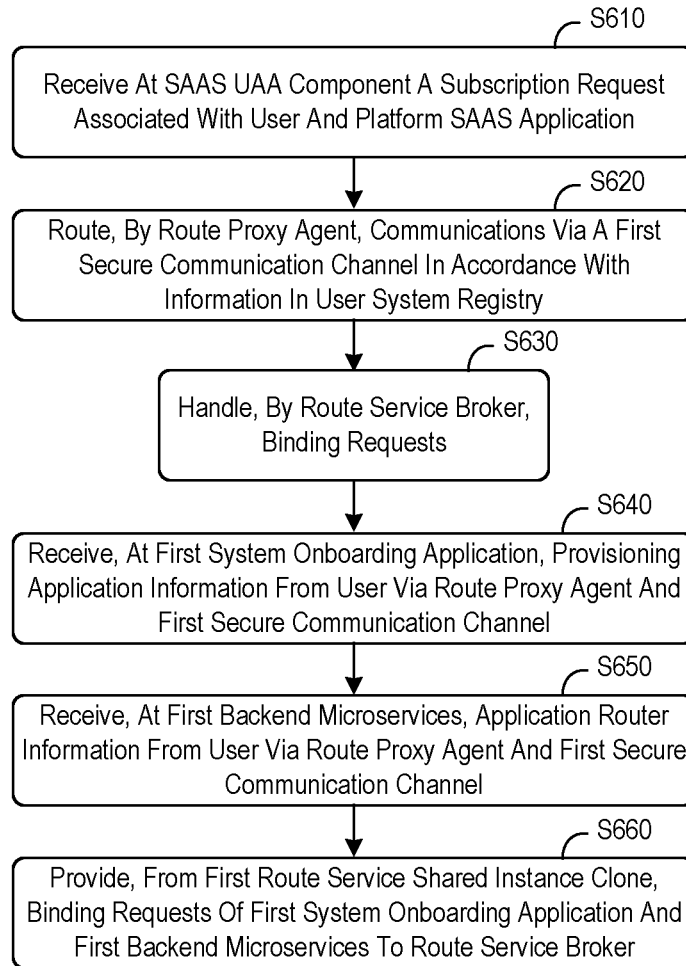 S610
Receive At SAAS UAA Component A Subscription Request
Associated With User And Platform SAAS Application
S620
Route, By Route Proxy Agent, Communications Via A First
Secure Communication Channel In Accordance With
Information In User System Registry
S630
Handle, By Route Service Broker,
Binding Requests
S640
Receive, At First System Onboarding Application, Provisioning
Application Information From User Via Route Proxy Agent And
First Secure Communication Channel
S650
Receive, At First Backend Microservices, Application Router
Information From User Via Route Proxy Agent And First Secure
Communication Channel
S660
Provide, From First Route Service Shared Instance Clone,
Binding Requests Of First System Onboarding Application And
First Backend Microservices To Route Service Broker